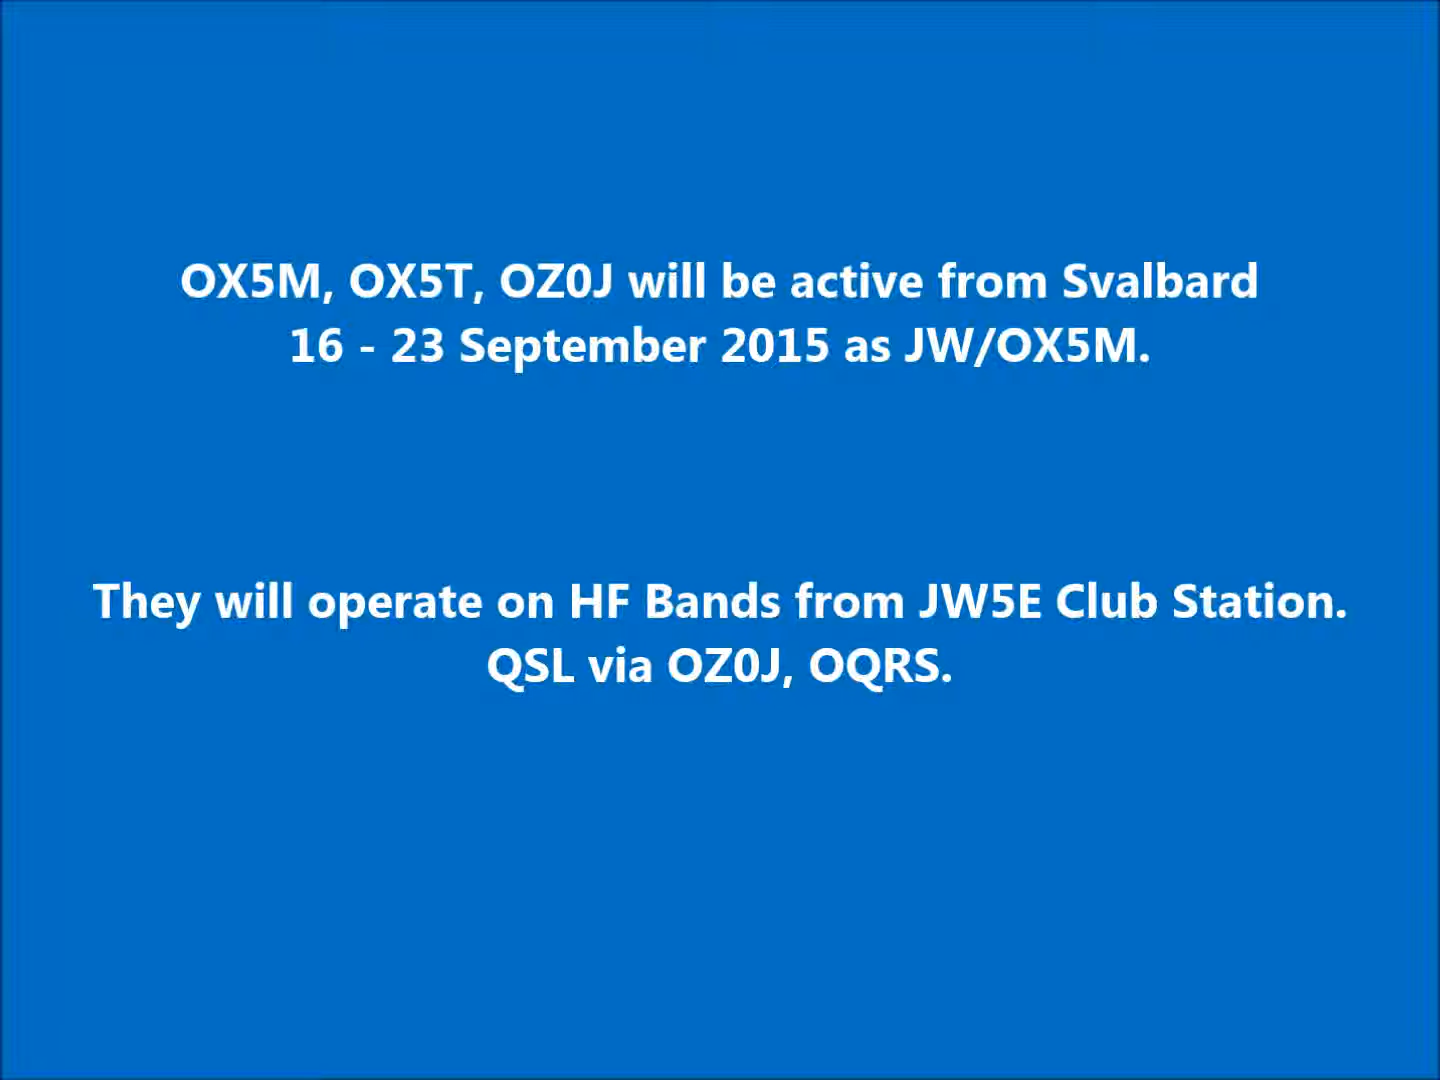 OX5M, OX5T, OZ0J will be active from Svalbard
16 - 23 September 2015 as JW/OX5M.
They will operate on HF Bands from JW5E Club Station.
QSL via OZ0J, OQRS.